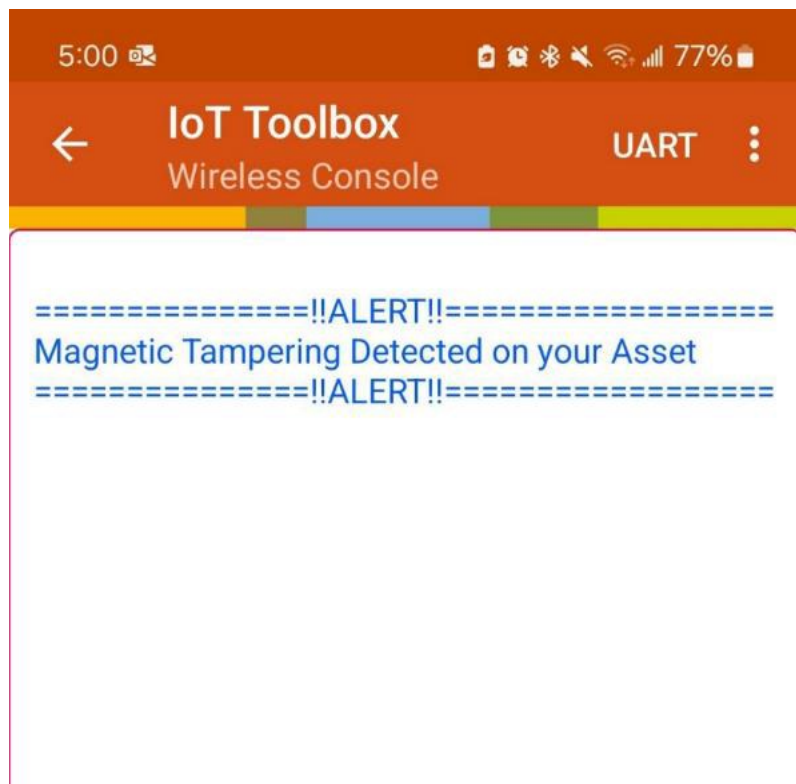 5:00 77%
IoT Toolbox
UART
Wireless Console
===============!!ALERT!!==================
Magnetic Tampering Detected on your Asset
===============!!ALERT!!==================